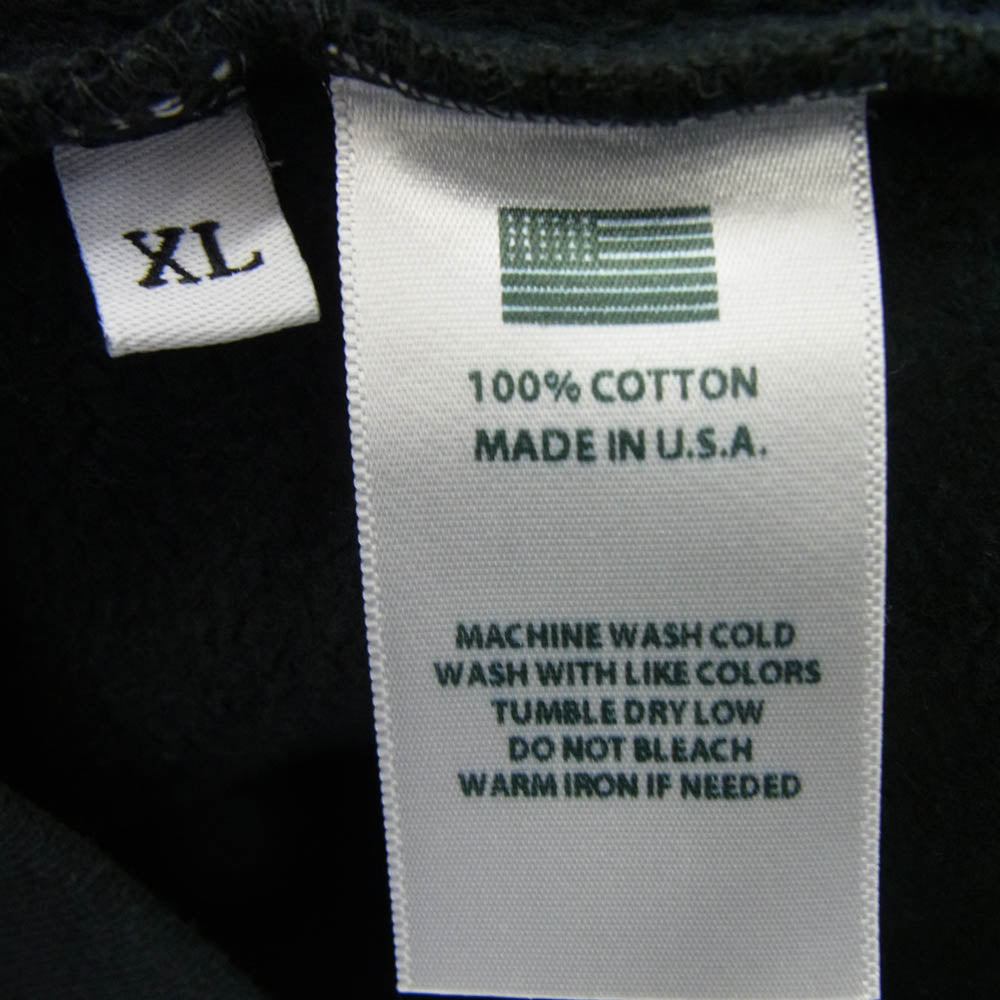 XL
100% COTTON
MADE IN U.S.A.
MACHINE WASH COLD
WASH WITH LIKE COLORS
TUMBLE DRY LOW
DO NOT BLEACH
WARM IRON IF NEEDED